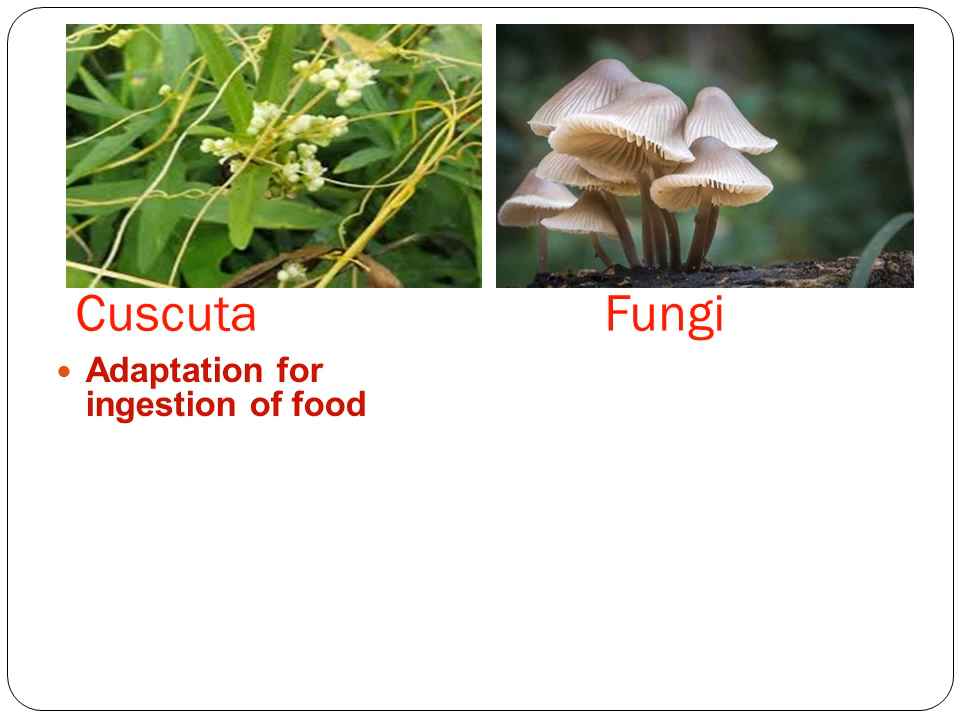 Cuscuta Fungi
• Adaptation for
ingestion of food